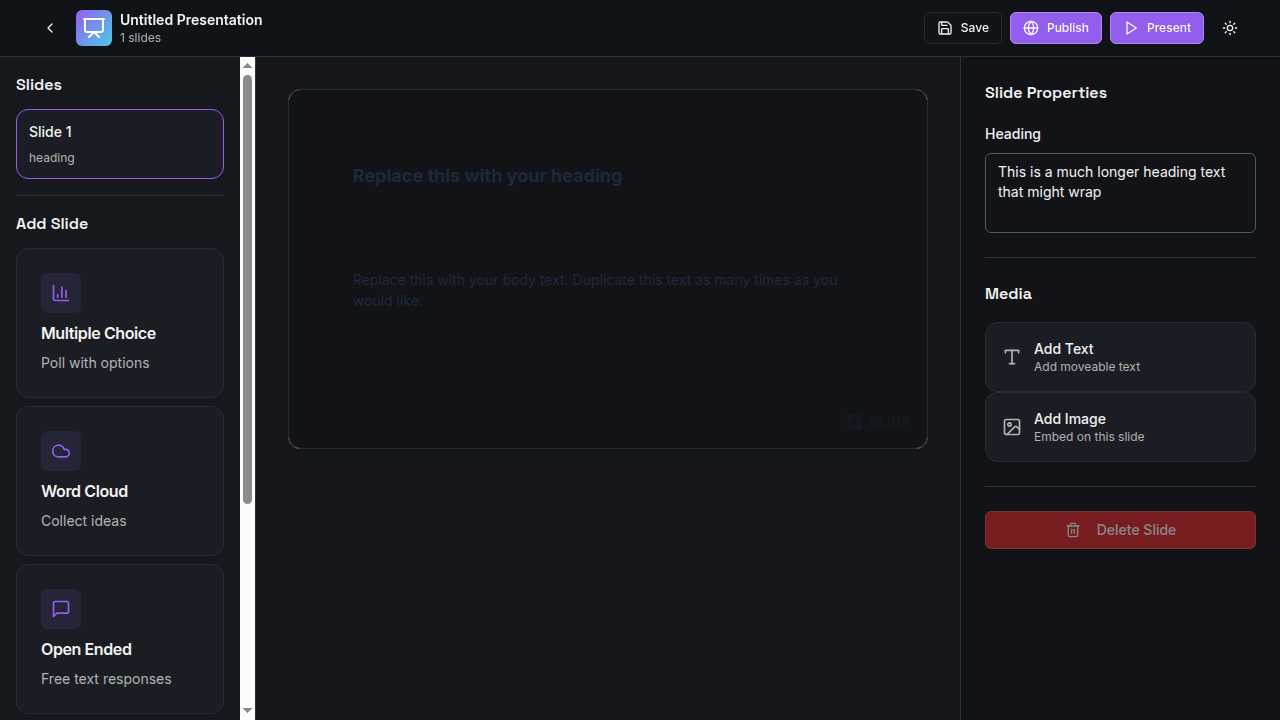 Untitled Presentation
1 slides
Save
Publish
Present
Slides
Slide 1
heading
Add Slide
Multiple Choice
Poll with options
Word Cloud
Collect ideas
Open Ended
Free text responses
Replace this with your heading
Replace this with your body text. Duplicate this text as many times as you
would like.
SLIDR
Slide Properties
Heading
This is a much longer heading text
that might wrap
Media
Add Text
Add moveable text
Add Image
Embed on this slide
Delete Slide